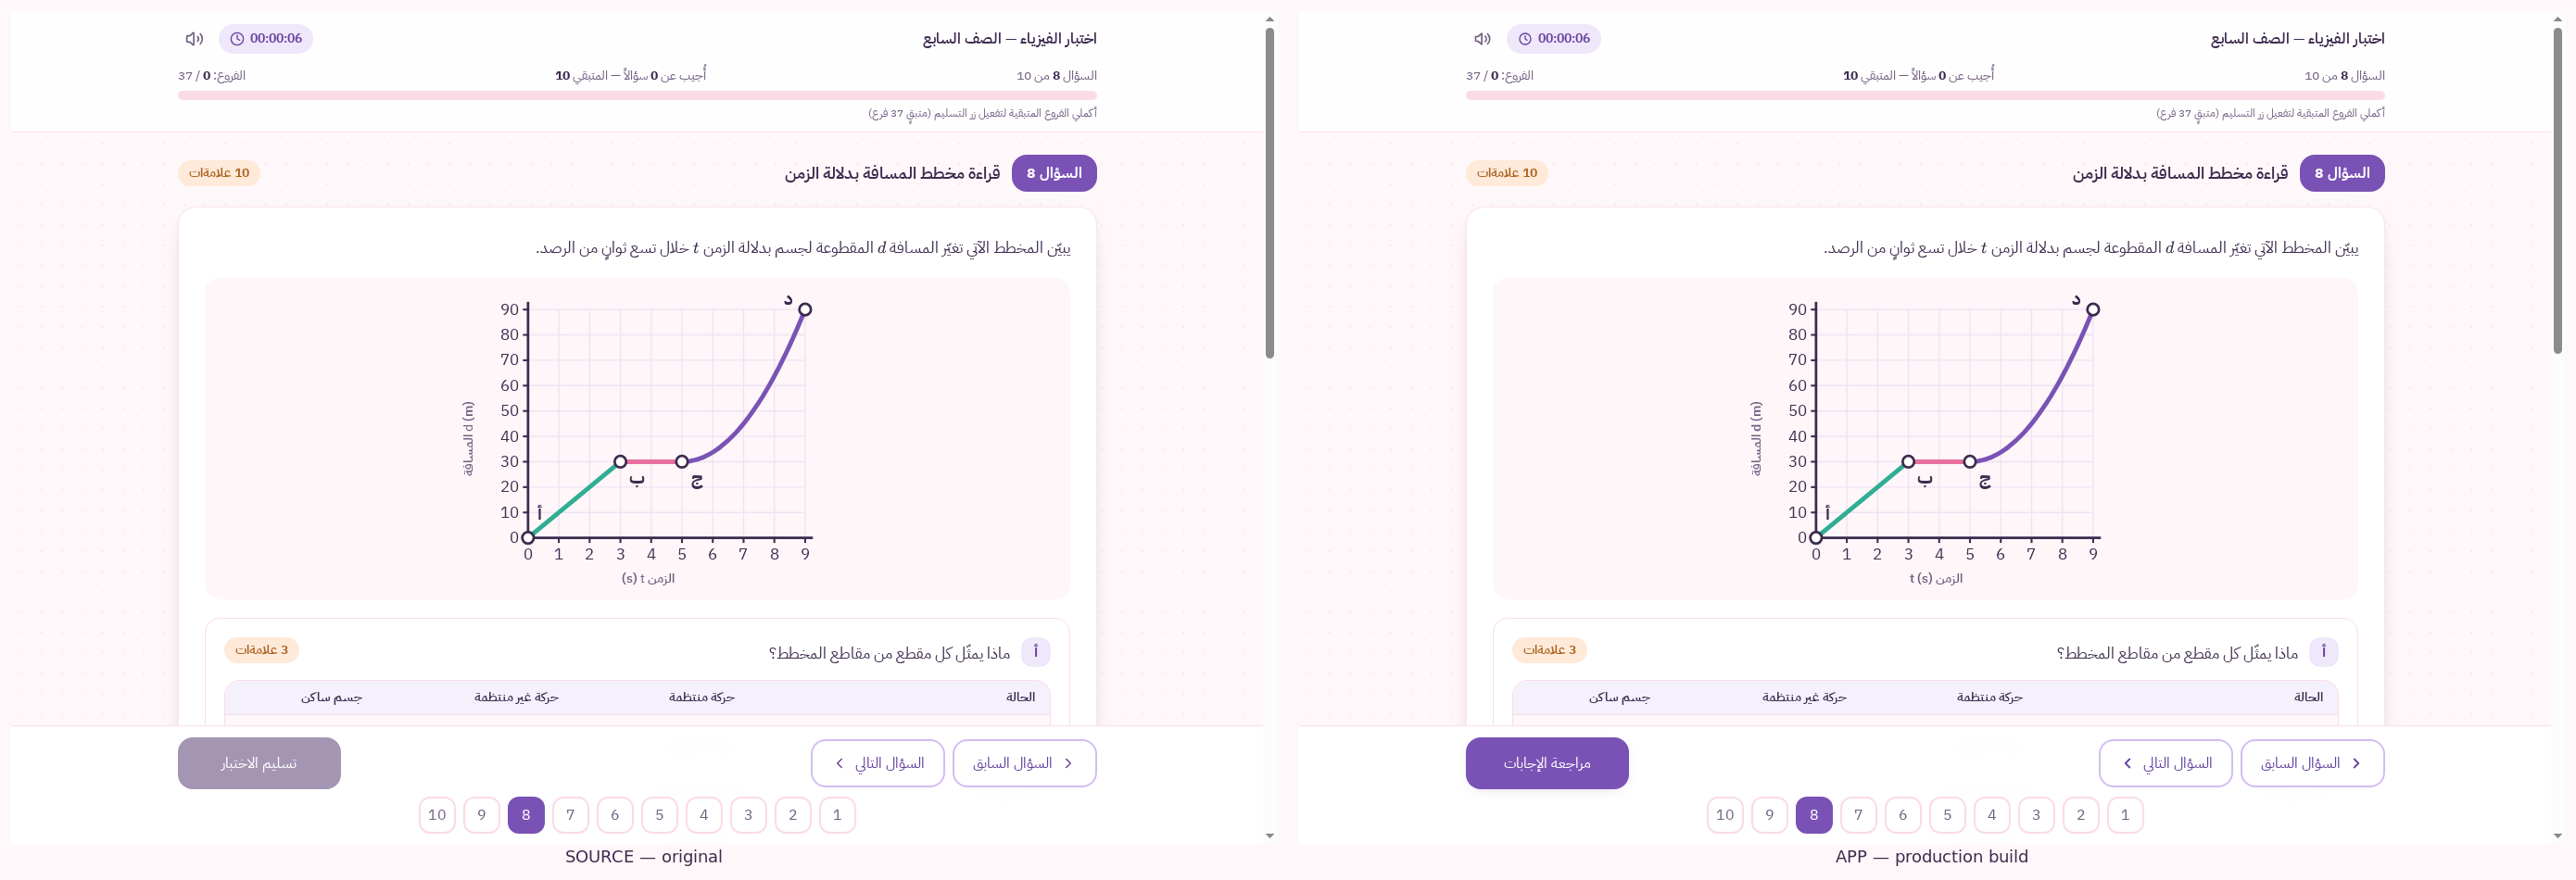 اختبار الفيزياء — الصف السابع
00:00:06
السؤال 8 من 10
أُجيب عن 0 سؤالاً — المتبقي 10
الفروع: 0 / 37
أكملي الفروع المتبقية لتفعيل زر التسليم (متبقٍ 37 فرع)
السؤال 8
قراءة مخطط المسافة بدلالة الزمن
10 علامات
يبيّن المخطط الآتي تغيّر المسافة d المقطوعة لجسم بدلالة الزمن t خلال تسع ثوانٍ من الرصد.
90
80
70
60
50
40
30
20
10
0
0 1 2 3 4 5 6 7 8 9
أ
ب
ج
د
المسافة d (m)
الزمن t (s)
أ
ماذا يمثّل كل مقطع من مقاطع المخطط؟
3 علامات
الحالة
حركة منتظمة
حركة غير منتظمة
جسم ساكن
السؤال السابق
السؤال التالي
تسليم الاختبار
1 2 3 4 5 6 7 8 9 10
SOURCE — original
اختبار الفيزياء — الصف السابع
00:00:06
السؤال 8 من 10
أُجيب عن 0 سؤالاً — المتبقي 10
الفروع: 0 / 37
أكملي الفروع المتبقية لتفعيل زر التسليم (متبقٍ 37 فرع)
السؤال 8
قراءة مخطط المسافة بدلالة الزمن
10 علامات
يبيّن المخطط الآتي تغيّر المسافة d المقطوعة لجسم بدلالة الزمن t خلال تسع ثوانٍ من الرصد.
90
80
70
60
50
40
30
20
10
0
0 1 2 3 4 5 6 7 8 9
أ
ب
ج
د
المسافة d (m)
الزمن t (s)
أ
ماذا يمثّل كل مقطع من مقاطع المخطط؟
3 علامات
الحالة
حركة منتظمة
حركة غير منتظمة
جسم ساكن
السؤال السابق
السؤال التالي
مراجعة الإجابات
1 2 3 4 5 6 7 8 9 10
APP — production build